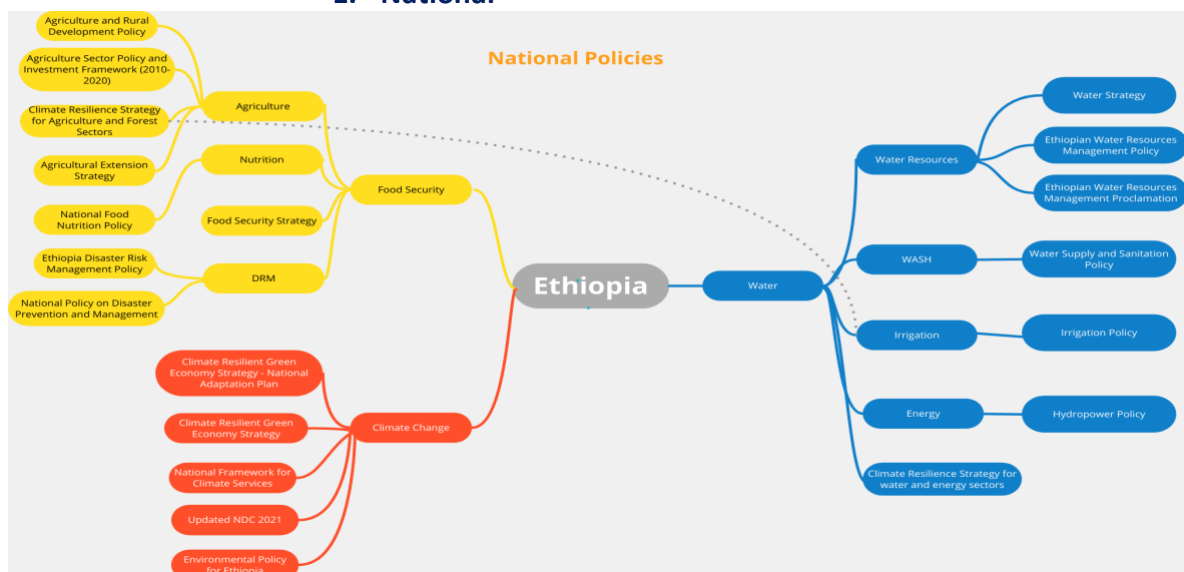 2. National
National Policies
Agriculture and Rural
Development Policy
Agriculture Sector Policy and
Investment Framework (2010-
2020)
Climate Resilience Strategy
for Agriculture and Forest
Sectors
Agricultural Extension
Strategy
National Food
Nutrition Policy
Ethiopia Disaster Risk
Management Policy
National Policy on Disaster
Prevention and Management
Agriculture
Nutrition
Food Security Strategy
DRM
Food Security
Climate Resilient Green
Economy Strategy - National
Adaptation Plan
Climate Resilient Green
Economy Strategy
National Framework for
Climate Services
Updated NDC 2021
Environmental Policy
for Ethiopia
Climate Change
Ethiopia
Water
Water Resources
WASH
Irrigation
Energy
Climate Resilience Strategy for
water and energy sectors
Water Strategy
Ethiopian Water Resources
Management Policy
Ethiopian Water Resources
Management Proclamation
Water Supply and Sanitation
Policy
Irrigation Policy
Hydropower Policy